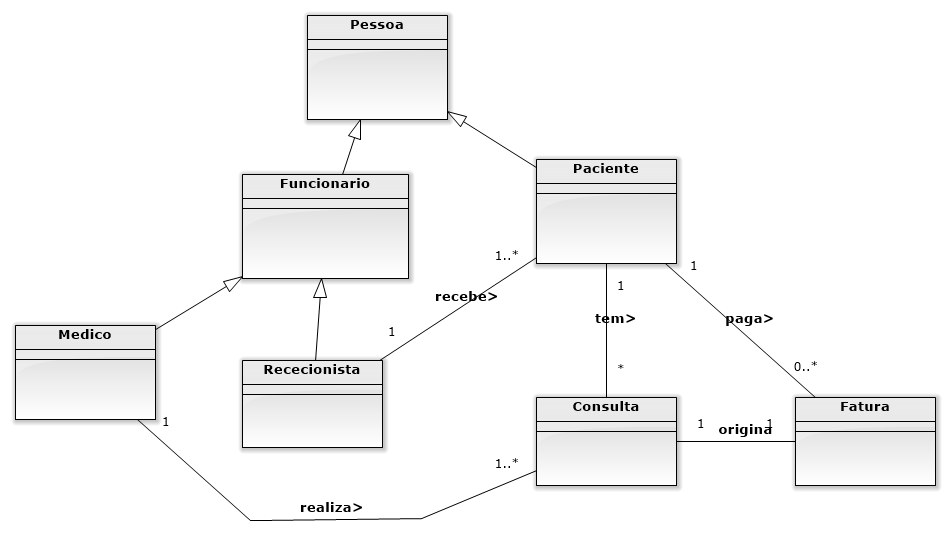 Pessoa
Paciente
Funcionario
1..*
1
1
recebe>
tem>
paga>
1
Medico
*
0..*
Rececionista
Consulta
Fatura
1
1
origina
1
1..*
realiza>